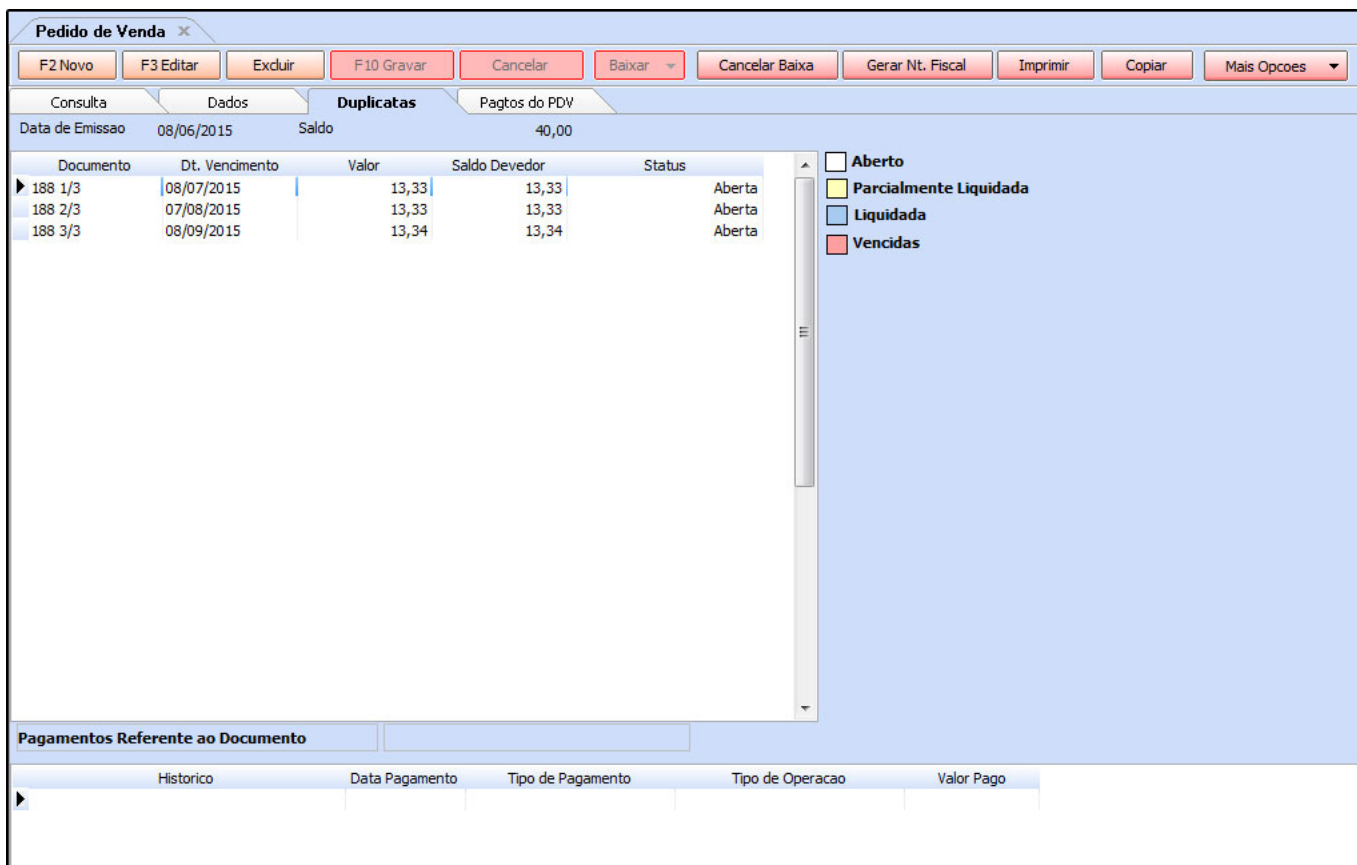 Pedido de Venda
F2 Novo F3 Editar Excluir F10 Gravar Cancelar Baixar Cancelar Baixa Gerar Nt. Fiscal Imprimir Copiar Mais Opcoes
Consulta Dados Duplicatas Pagtos do PDV
Data de Emissao 08/06/2015 Saldo 40,00
Documento Dt. Vencimento Valor Saldo Devedor Status
188 1/3 08/07/2015 13,33 13,33 Aberta
188 2/3 07/08/2015 13,33 13,33 Aberta
188 3/3 08/09/2015 13,34 13,34 Aberta
Aberto
Parcialmente Liquidada
Liquidada
Vencidas
Pagamentos Referente ao Documento
Historico Data Pagamento Tipo de Pagamento Tipo de Operacao Valor Pago